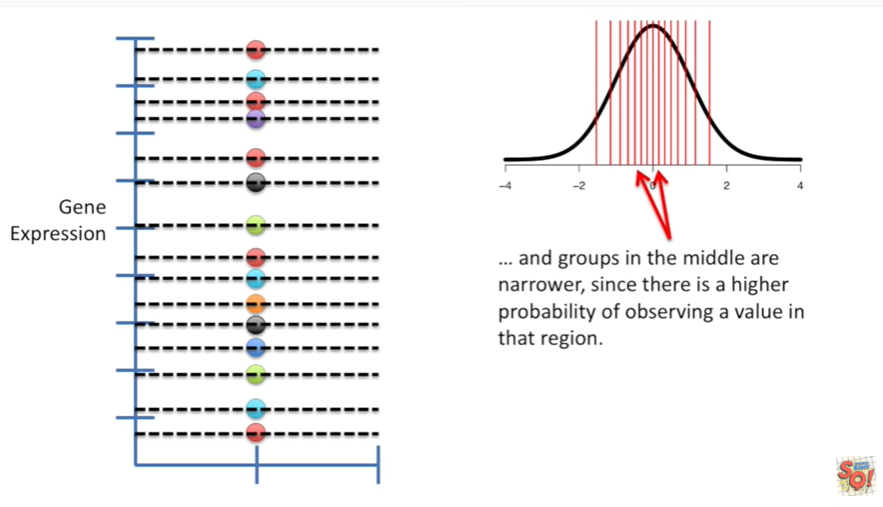 Gene
Expression
-4
-2
0
2
4
... and groups in the middle are
narrower, since there is a higher
probability of observing a value in
that region.
SQ!